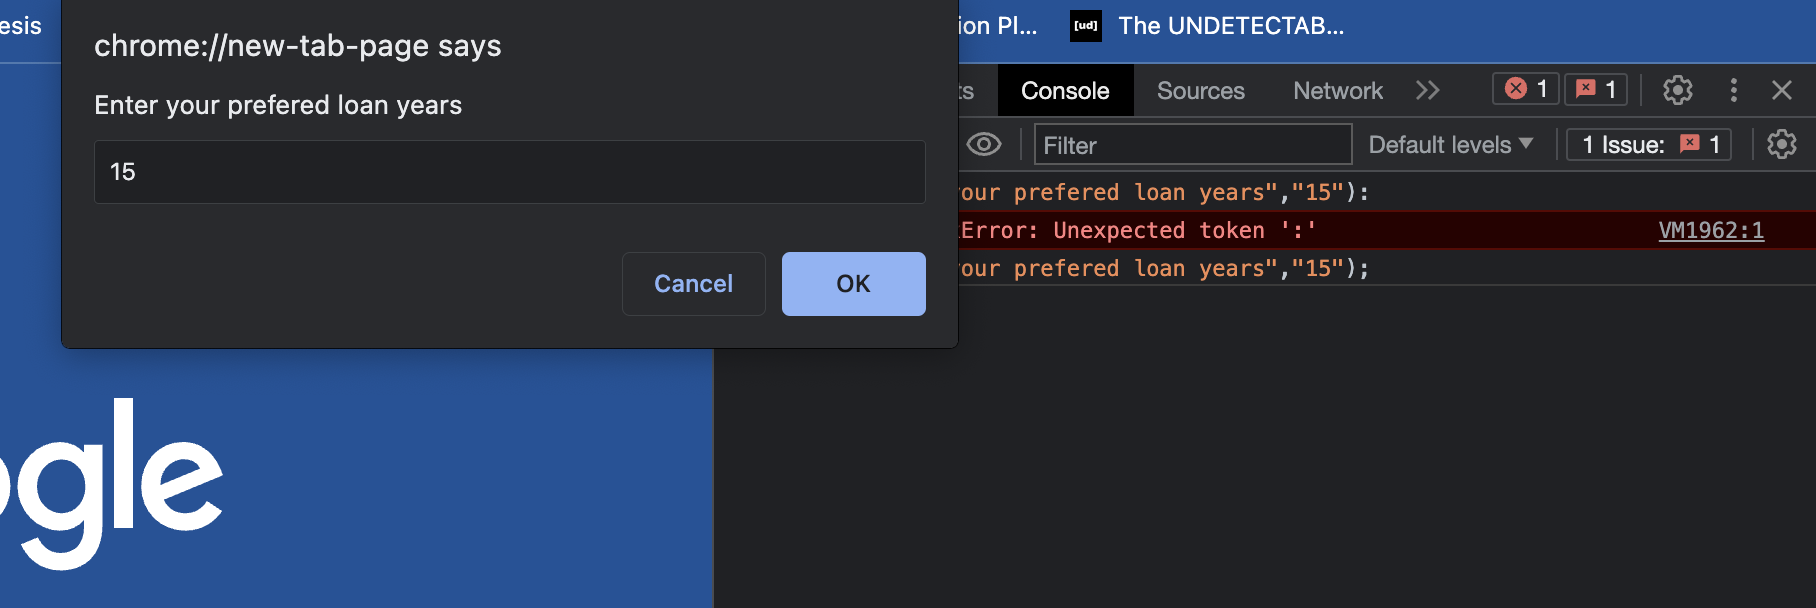 esis
ion Pl...
[ud] The UNDETECTAB...
chrome://new-tab-page says
Enter your prefered loan years
15
Cancel
OK
ts
Console
Sources
Network
1
1
Filter
Default levels
1 Issue: 1
our prefered loan years","15"):
Error: Unexpected token ':'
VM1962:1
our prefered loan years","15");
ogle